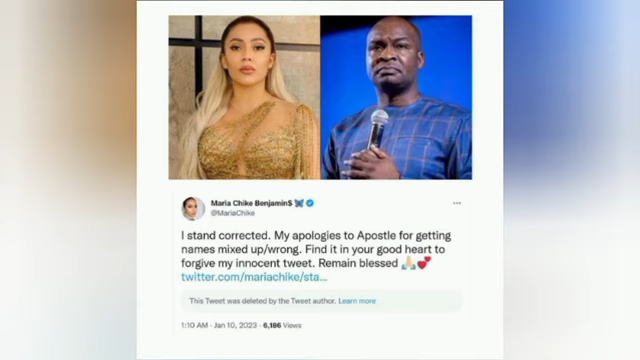 Maria Chike Benjamin$ 🦋
@MariaChike
I stand corrected. My apologies to Apostle for getting
names mixed up/wrong. Find it in your good heart to
forgive my innocent tweet. Remain blessed 🙏🏼💕
twitter.com/mariachike/sta...
This Tweet was deleted by the Tweet author. Learn more
1:10 AM · Jan 10, 2023 · 6,186 Views